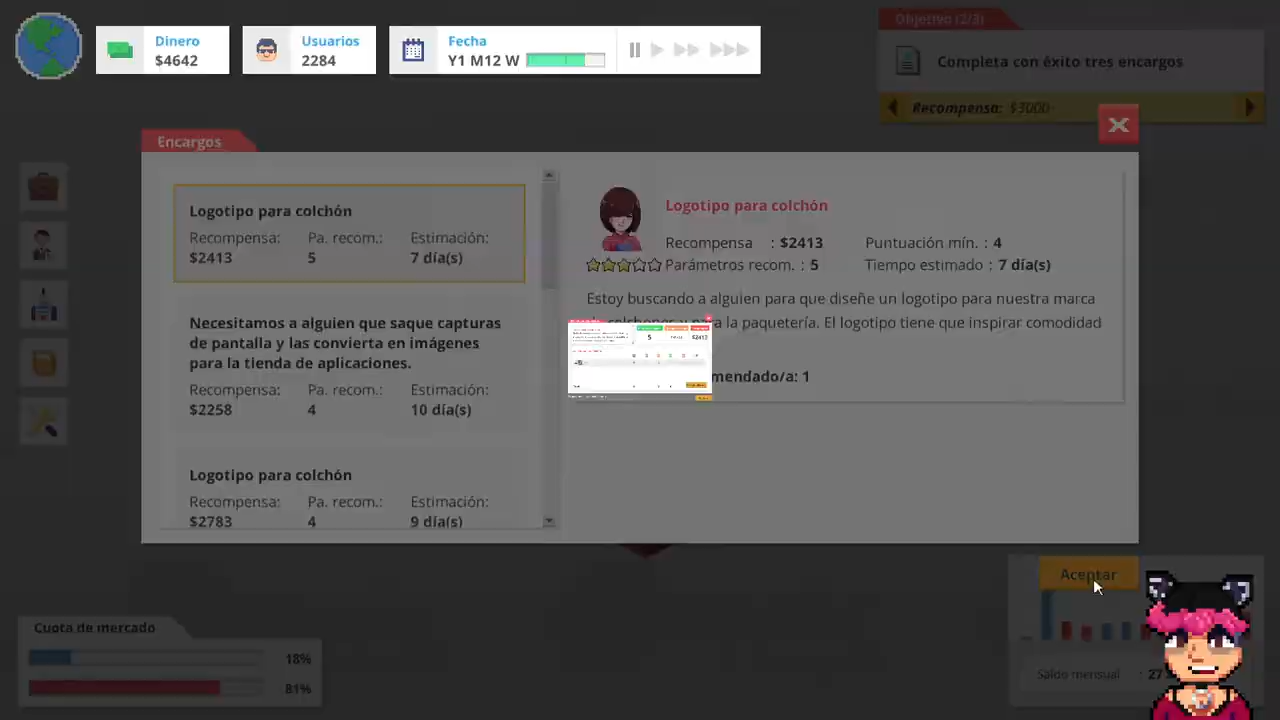 Dinero
$4642
Usuarios
2284
Fecha
Y1 M12 W
Objetivo (2/3)
Completa con éxito tres encargos
Recompensa: $3000
Encargos
Logotipo para colchón
Recompensa: Pa. recom.: Estimación:
$2413 5 7 día(s)
Necesitamos a alguien que saque capturas
de pantalla y las convierta en imágenes
para la tienda de aplicaciones.
Recompensa: Pa. recom.: Estimación:
$2258 4 10 día(s)
Logotipo para colchón
Recompensa: Pa. recom.: Estimación:
$2783 4 9 día(s)
Logotipo para colchón
Recompensa : $2413 Puntuación mín. : 4
Parámetros recom. : 5 Tiempo estimado : 7 día(s)
Estoy buscando a alguien para que diseñe un logotipo para nuestra marca
la paquetería. El logotipo tiene que inspirar comodidad
mendado/a: 1
5 $2413
Aceptar
Cuota de mercado
18%
81%
Saldo mensual : 27